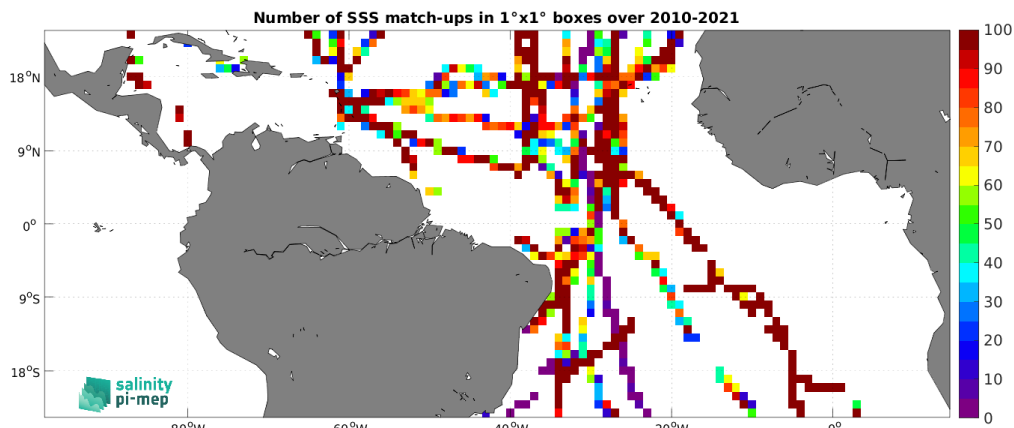 Number of SSS match-ups in 1°x1° boxes over 2010-2021
100
90
80
70
60
50
40
30
20
10
0
18°N
9°N
0°
9°S
18°S
80°W
60°W
40°W
20°W
0°
salinity
pi-mep